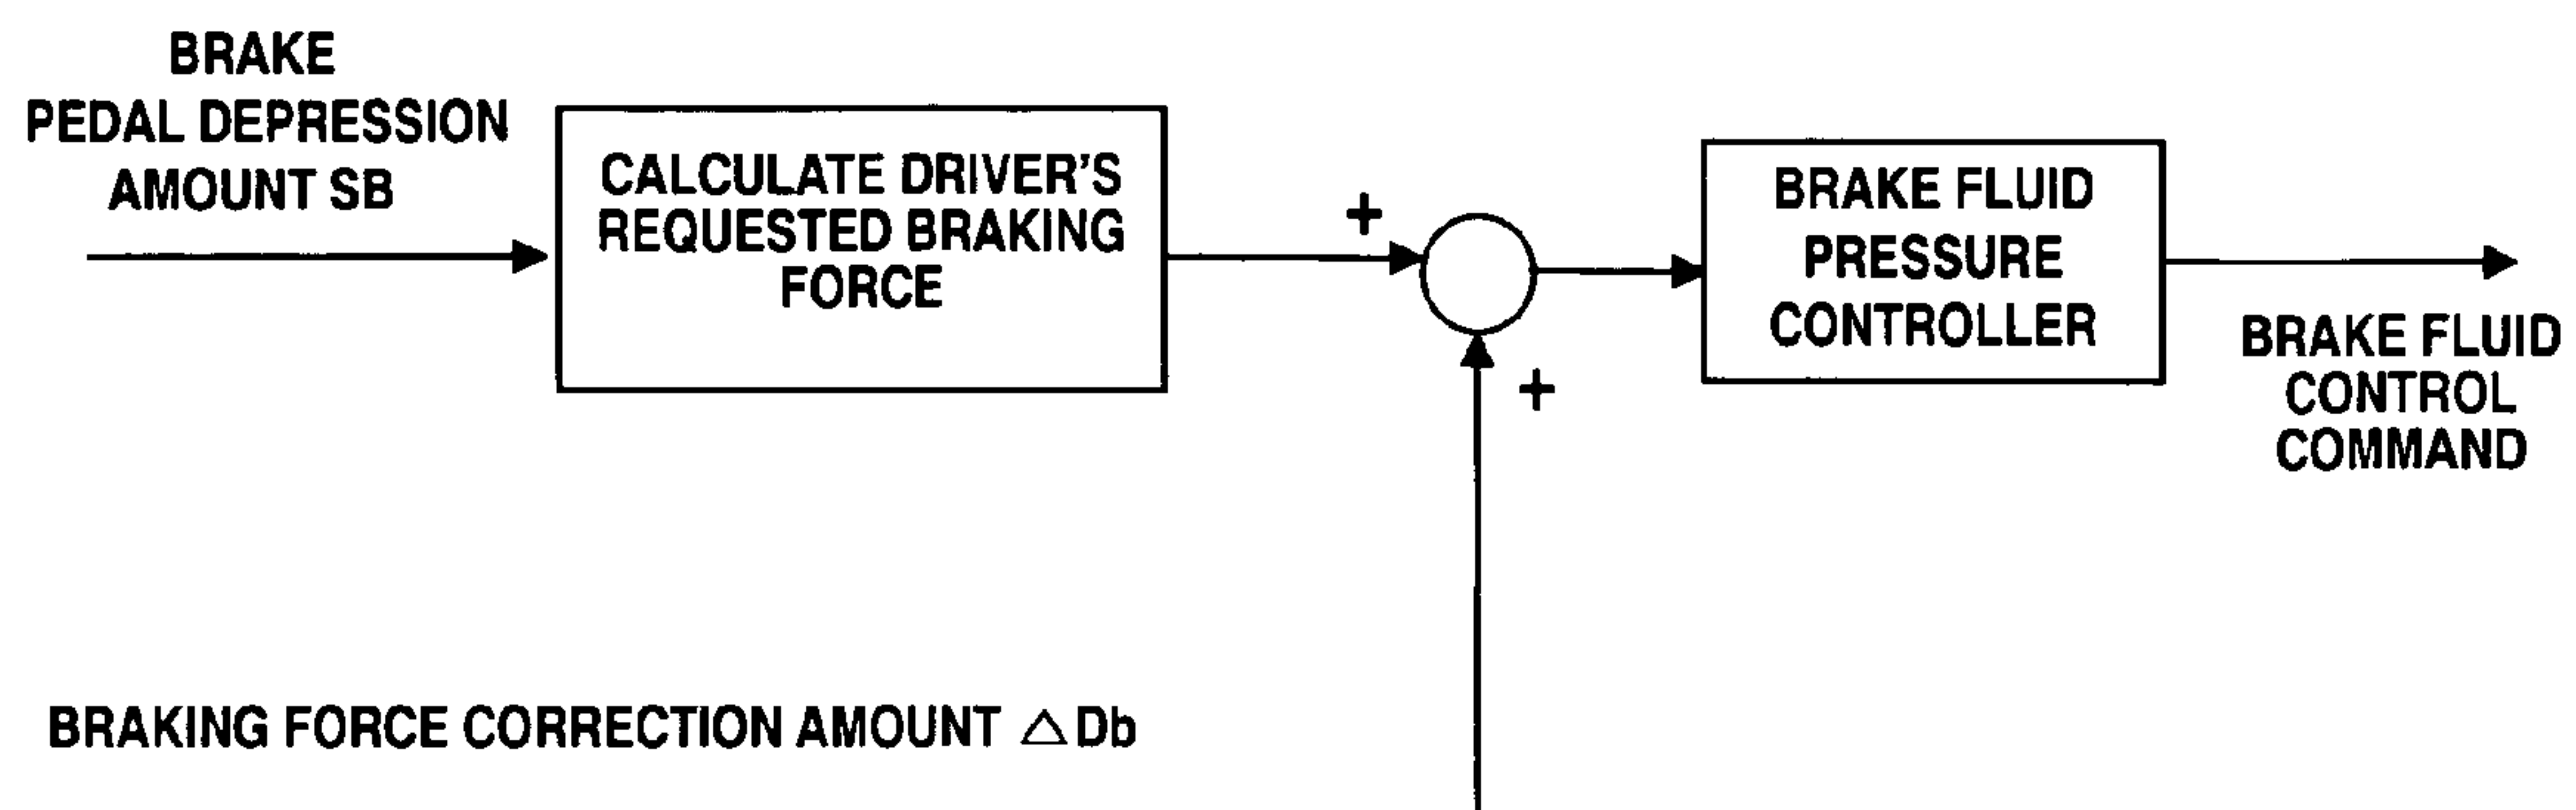 BRAKE
PEDAL DEPRESSION
AMOUNT SB
CALCULATE DRIVER'S
REQUESTED BRAKING
FORCE
+
+
BRAKE FLUID
PRESSURE
CONTROLLER
BRAKE FLUID
CONTROL
COMMAND
BRAKING FORCE CORRECTION AMOUNT △Db